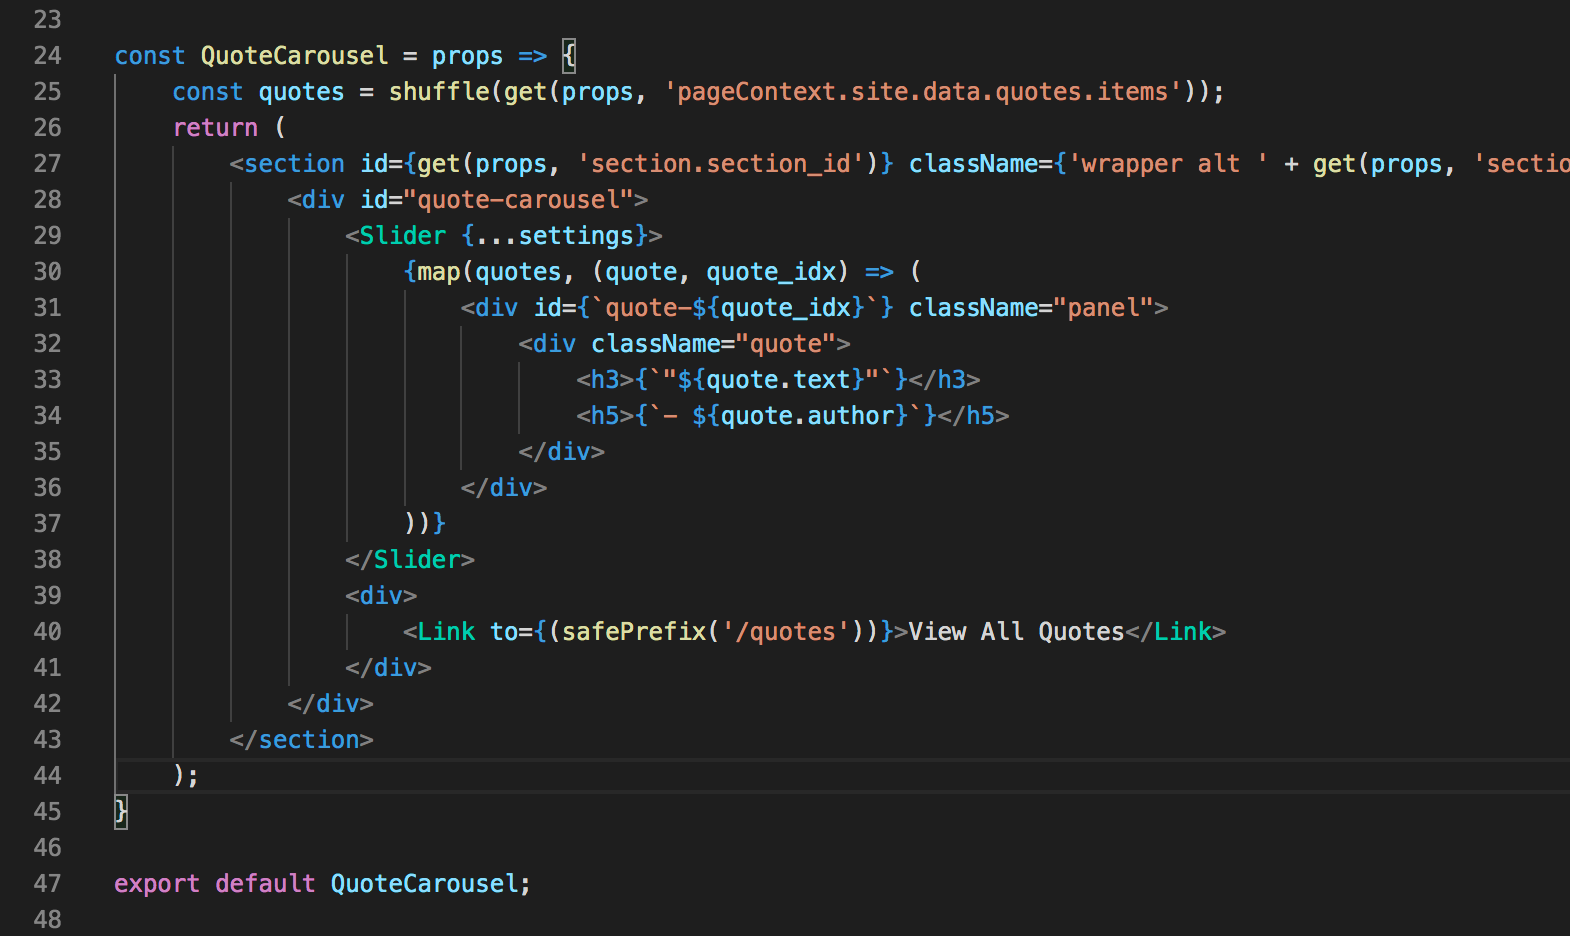 23
24 const QuoteCarousel = props => {
25     const quotes = shuffle(get(props, 'pageContext.site.data.quotes.items'));
26     return (
27         <section id={get(props, 'section.section_id')} className={'wrapper alt ' + get(props, 'sectio
28             <div id="quote-carousel">
29                 <Slider {...settings}>
30                     {map(quotes, (quote, quote_idx) => (
31                         <div id={`quote-${quote_idx}`} className="panel">
32                             <div className="quote">
33                                 <h3>{`"${quote.text}"`}</h3>
34                                 <h5>{`- ${quote.author}`}</h5>
35                             </div>
36                         </div>
37                     ))}
38                 </Slider>
39                 <div>
40                     <Link to={(safePrefix('/quotes'))}>View All Quotes</Link>
41                 </div>
42             </div>
43         </section>
44     );
45 }
46
47 export default QuoteCarousel;
48